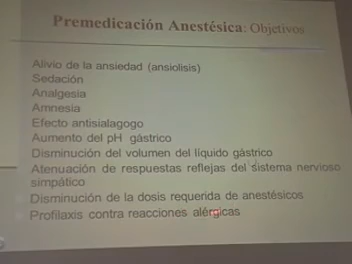 Premedicación Anestésica: Objetivos
Alivio de la ansiedad (ansiolisis)
Sedación
Analgesia
Amnesia
Efecto antisialagogo
Aumento del pH gástrico
Disminución del volumen del líquido gástrico
Atenuación de respuestas reflejas del sistema nervioso
simpático
Disminución de la dosis requerida de anestésicos
Profilaxis contra reacciones alérgicas